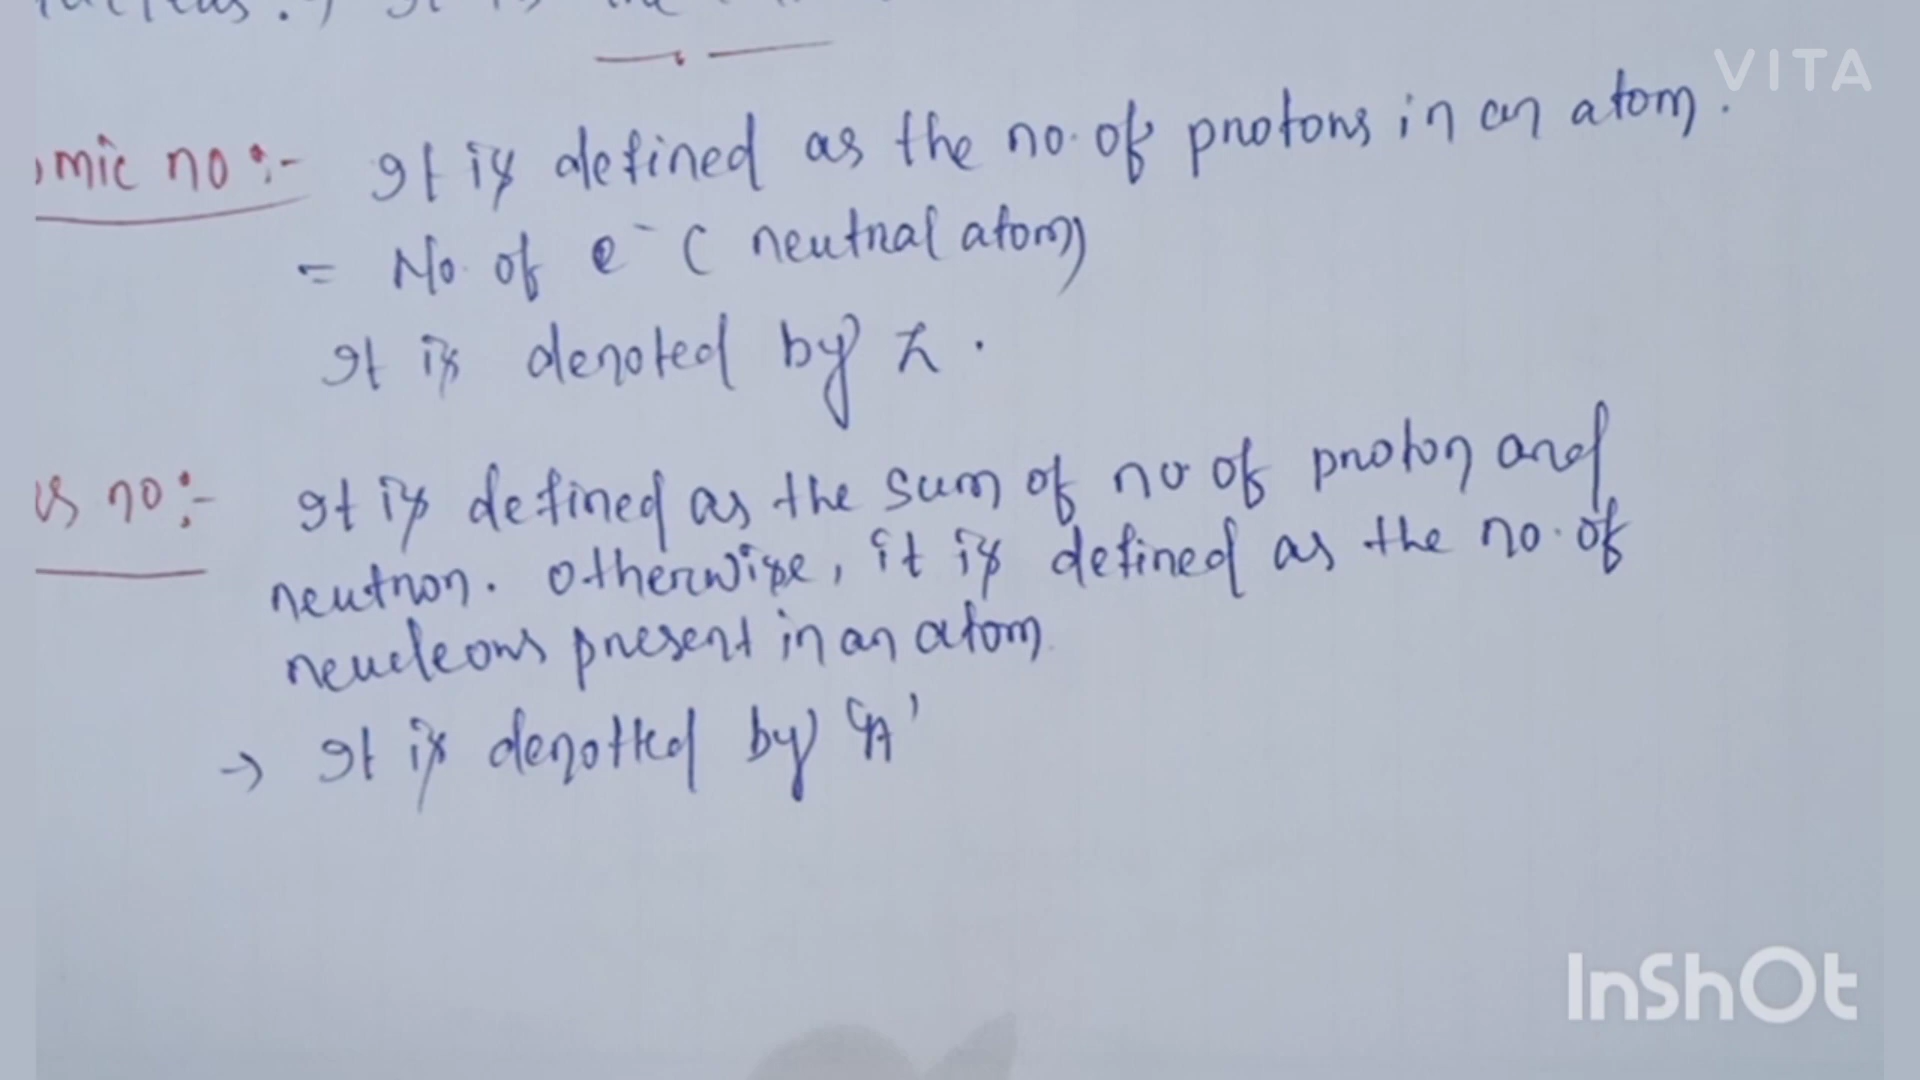 VITA
omic no:- It is defined as the no. of protons in an atom.
= No. of e⁻ ( neutral atom)
It is denoted by Z.
s no:- It is defined as the sum of no of proton and
neutron. Otherwise, it is defined as the no. of
neucleons present in an atom
→ It is denotted by 'A'
InShOt